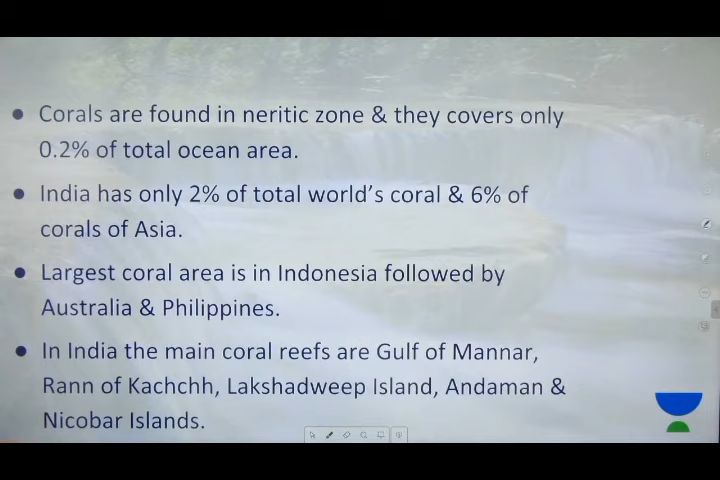 ● Corals are found in neritic zone & they covers only
0.2% of total ocean area.
● India has only 2% of total world's coral & 6% of
corals of Asia.
● Largest coral area is in Indonesia followed by
Australia & Philippines.
● In India the main coral reefs are Gulf of Mannar,
Rann of Kachchh, Lakshadweep Island, Andaman &
Nicobar Islands.